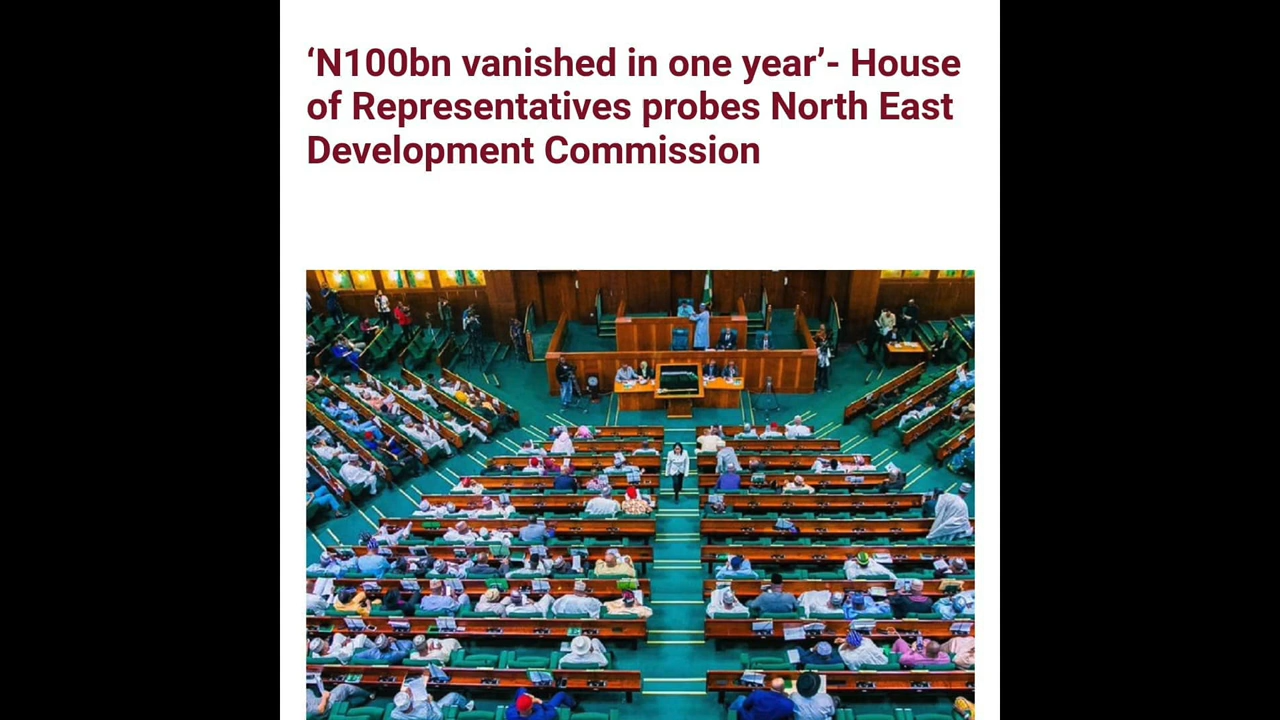 ‘N100bn vanished in one year’- House
of Representatives probes North East
Development Commission